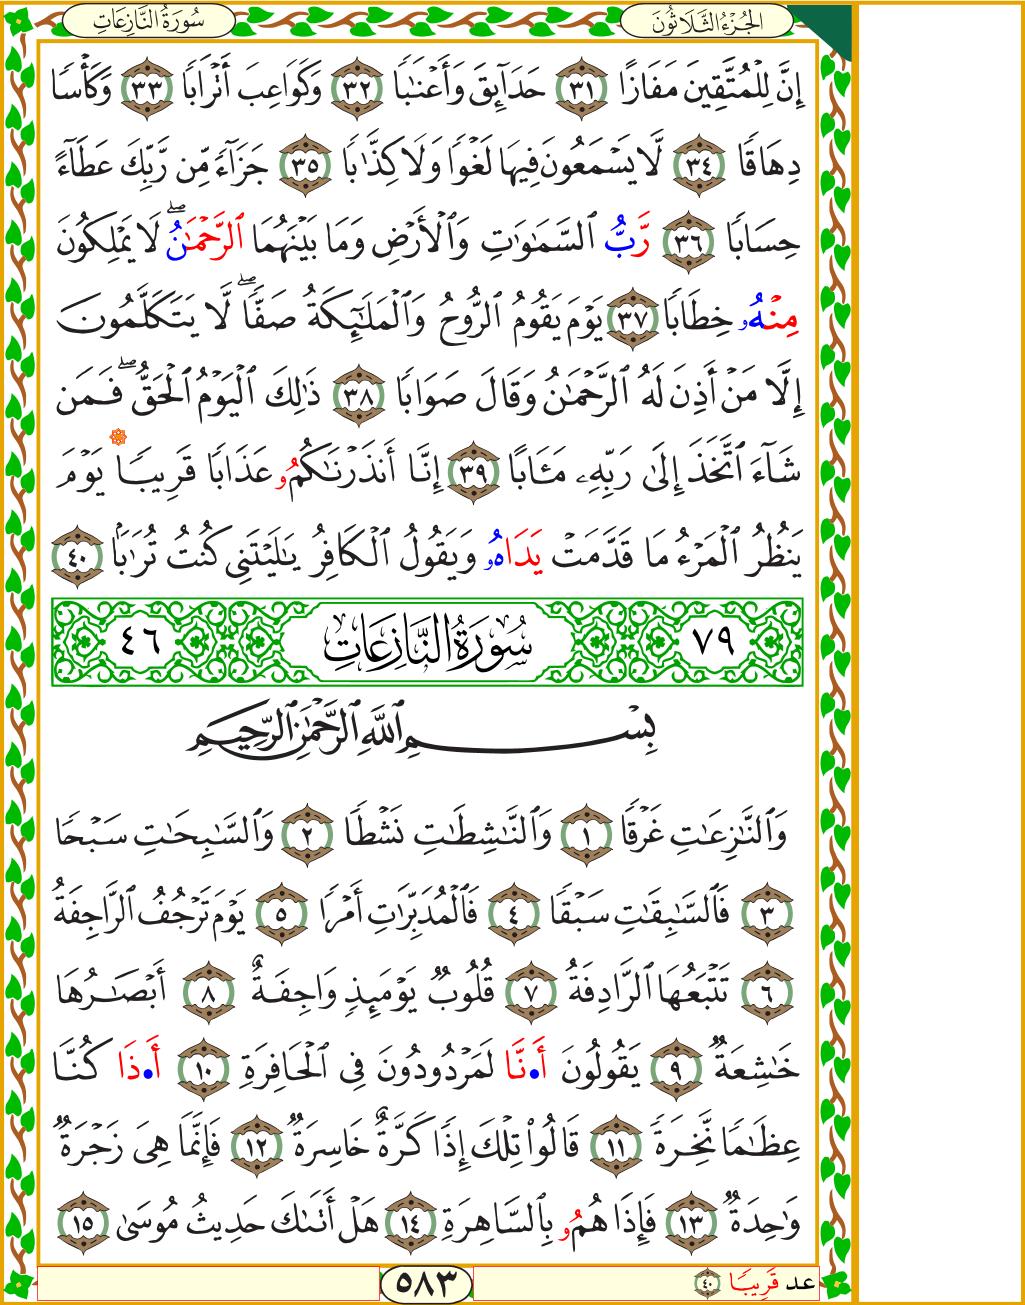 الجُزْءُ الثَّلَاثُونَ سُورَةُ النَّازِعَاتِ
إِنَّ لِلْمُتَّقِينَ مَفَازًا ٣١ حَدَآئِقَ وَأَعْنَٰبًا ٣٢ وَكَوَاعِبَ أَتْرَابًا ٣٣ وَكَأْسًا
دِهَاقًا ٣٤ لَّا يَسْمَعُونَ فِيهَا لَغْوًا وَلَا كِذَّٰبًا ٣٥ جَزَآءً مِّن رَّبِّكَ عَطَآءً
حِسَابًا ٣٦ رَّبُّ ٱلسَّمَٰوَٰتِ وَٱلْأَرْضِ وَمَا بَيْنَهُمَا ٱلرَّحْمَٰنُ ۖ لَا يَمْلِكُونَ
مِنْهُۥ خِطَابًا ٣٧ يَوْمَ يَقُومُ ٱلرُّوحُ وَٱلْمَلَٰٓئِكَةُ صَفًّا ۖ لَّا يَتَكَلَّمُونَ
إِلَّا مَنْ أَذِنَ لَهُ ٱلرَّحْمَٰنُ وَقَالَ صَوَابًا ٣٨ ذَٰلِكَ ٱلْيَوْمُ ٱلْحَقُّ ۖ فَمَن
شَآءَ ٱتَّخَذَ إِلَىٰ رَبِّهِۦ مَـَٔابًا ٣٩ إِنَّا أَنذَرْنَٰكُمُۥ عَذَابًا قَرِيبًا يَوْمَ
يَنظُرُ ٱلْمَرْءُ مَا قَدَّمَتْ يَدَاهُۥ وَيَقُولُ ٱلْكَافِرُ يَٰلَيْتَنِى كُنتُ تُرَٰبًا ٤٠
٧٩ سُورَةُ النَّازِعَاتِ ٤٦
بِسْمِ ٱللَّهِ ٱلرَّحْمَٰنِ ٱلرَّحِيمِ
وَٱلنَّٰزِعَٰتِ غَرْقًا ١ وَٱلنَّٰشِطَٰتِ نَشْطًا ٢ وَٱلسَّٰبِحَٰتِ سَبْحًا
٣ فَٱلسَّٰبِقَٰتِ سَبْقًا ٤ فَٱلْمُدَبِّرَٰتِ أَمْرًا ٥ يَوْمَ تَرْجُفُ ٱلرَّاجِفَةُ
٦ تَتْبَعُهَا ٱلرَّادِفَةُ ٧ قُلُوبٌ يَوْمَئِذٍ وَاجِفَةٌ ٨ أَبْصَٰرُهَا
خَٰشِعَةٌ ٩ يَقُولُونَ أَ•نَّا لَمَرْدُودُونَ فِى ٱلْحَافِرَةِ ١٠ أَ•ذَا كُنَّا
عِظَٰمًا نَّخِرَةً ١١ قَالُوا۟ تِلْكَ إِذًا كَرَّةٌ خَاسِرَةٌ ١٢ فَإِنَّمَا هِىَ زَجْرَةٌ
وَٰحِدَةٌ ١٣ فَإِذَا هُمُۥ بِٱلسَّاهِرَةِ ١٤ هَلْ أَتَىٰكَ حَدِيثُ مُوسَىٰ ١٥
عد قَرِيبًا ٤٠ ٥٨٣